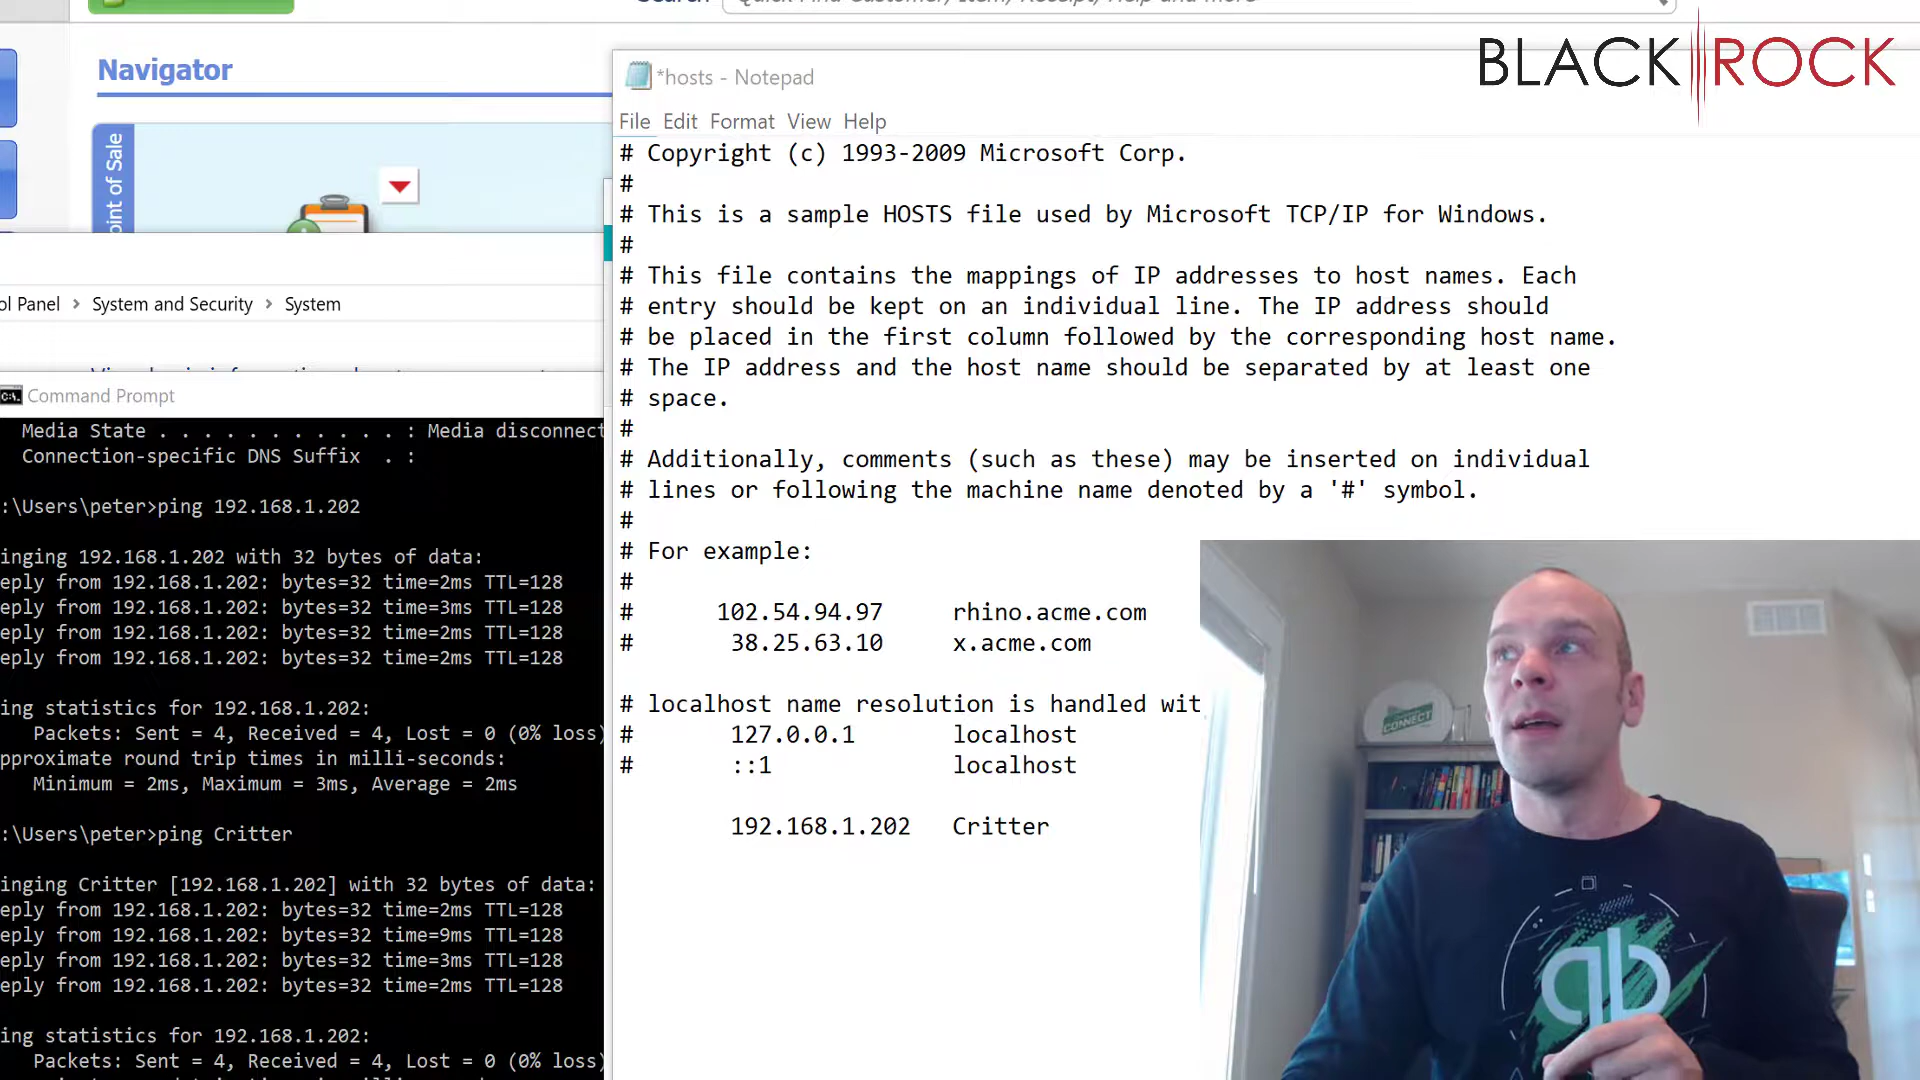 Search
Quick Find Customer, Item, Receipt, Help and more
BLACK ROCK
Navigator
oint of Sale
ol Panel > System and Security > System
*hosts - Notepad
File Edit Format View Help
# Copyright (c) 1993-2009 Microsoft Corp.
#
# This is a sample HOSTS file used by Microsoft TCP/IP for Windows.
#
# This file contains the mappings of IP addresses to host names. Each
# entry should be kept on an individual line. The IP address should
# be placed in the first column followed by the corresponding host name.
# The IP address and the host name should be separated by at least one
# space.
#
# Additionally, comments (such as these) may be inserted on individual
# lines or following the machine name denoted by a '#' symbol.
#
# For example:
#
# 102.54.94.97 rhino.acme.com
# 38.25.63.10 x.acme.com
# localhost name resolution is handled wit
# 127.0.0.1 localhost
# ::1 localhost
192.168.1.202 Critter
Command Prompt
Media State . . . . . . . . . . . : Media disconnect
Connection-specific DNS Suffix . :
:\Users\peter>ping 192.168.1.202
inging 192.168.1.202 with 32 bytes of data:
eply from 192.168.1.202: bytes=32 time=2ms TTL=128
eply from 192.168.1.202: bytes=32 time=3ms TTL=128
eply from 192.168.1.202: bytes=32 time=2ms TTL=128
eply from 192.168.1.202: bytes=32 time=2ms TTL=128
ing statistics for 192.168.1.202:
Packets: Sent = 4, Received = 4, Lost = 0 (0% loss)
pproximate round trip times in milli-seconds:
Minimum = 2ms, Maximum = 3ms, Average = 2ms
:\Users\peter>ping Critter
inging Critter [192.168.1.202] with 32 bytes of data:
eply from 192.168.1.202: bytes=32 time=2ms TTL=128
eply from 192.168.1.202: bytes=32 time=9ms TTL=128
eply from 192.168.1.202: bytes=32 time=3ms TTL=128
eply from 192.168.1.202: bytes=32 time=2ms TTL=128
ing statistics for 192.168.1.202:
Packets: Sent = 4, Received = 4, Lost = 0 (0% loss)
CONNECT
qb